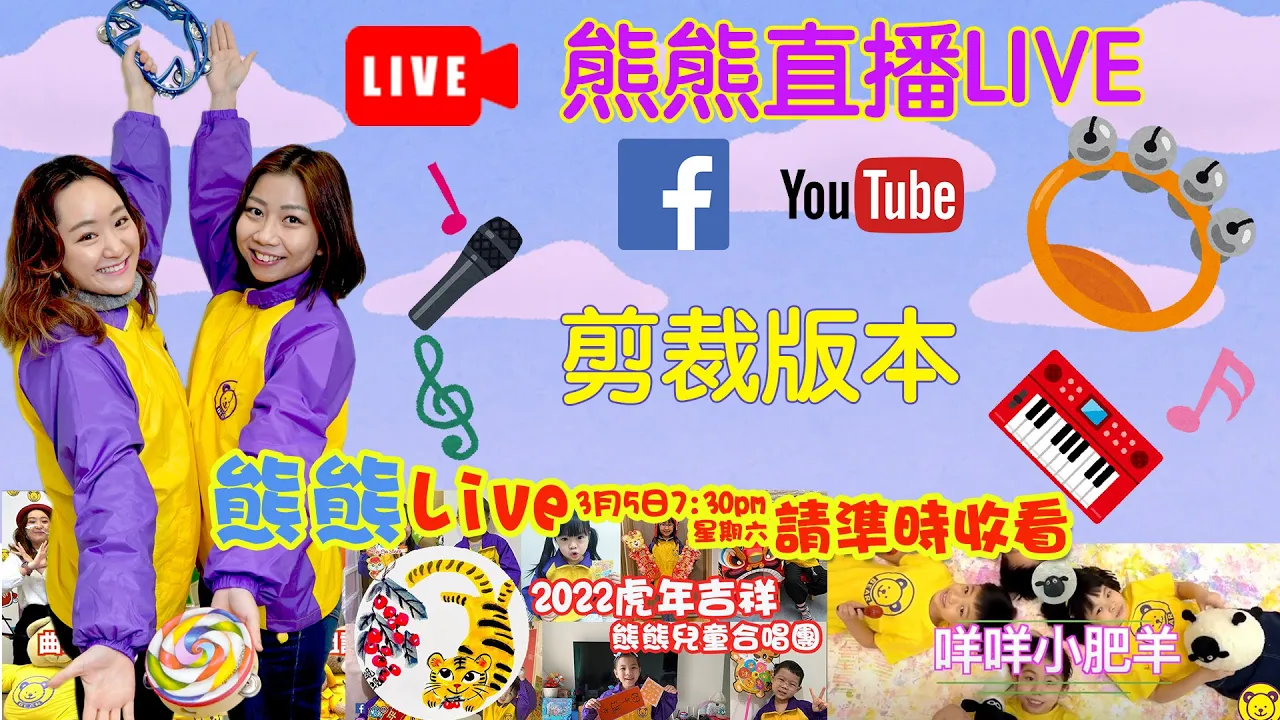 LIVE
熊熊直播LIVE
f
YouTube
剪裁版本
熊熊Live
3月5日7:30pm
星期六
請準時收看
2022虎年吉祥
熊熊兒童合唱團
咩咩小肥羊